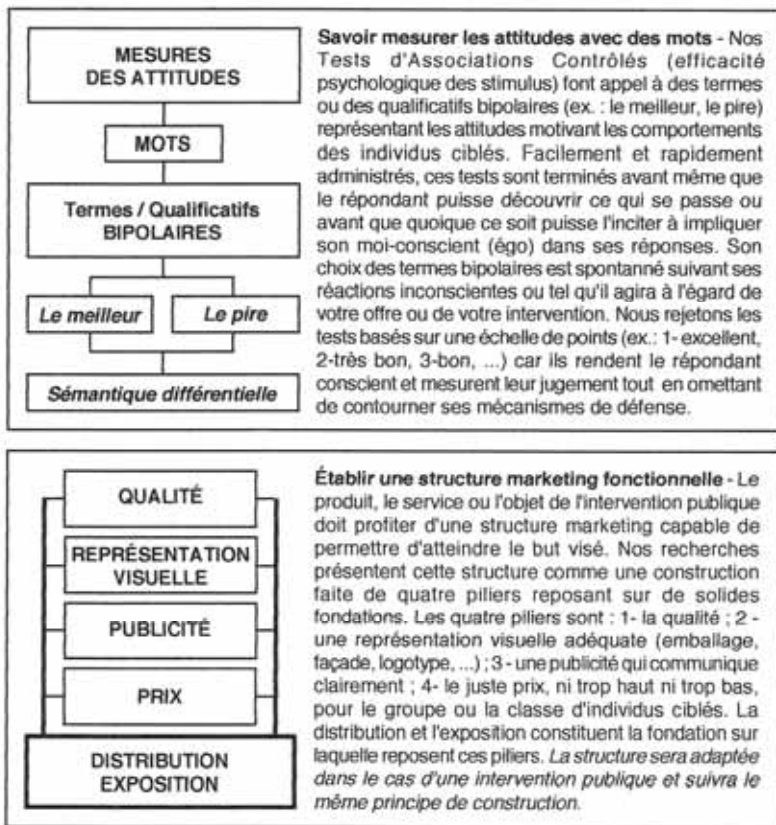 MESURES
DES ATTITUDES
MOTS
Termes / Qualificatifs
BIPOLAIRES
Le meilleur
Le pire
Sémantique différentielle
Savoir mesurer les attitudes avec des mots - Nos
Tests d'Associations Contrôlés (efficacité
psychologique des stimulus) font appel à des termes
ou des qualificatifs bipolaires (ex. : le meilleur, le pire)
représentant les attitudes motivant les comportements
des individus ciblés. Facilement et rapidement
administrés, ces tests sont terminés avant même que
le répondant puisse découvrir ce qui se passe ou
avant que quoique ce soit puisse l'inciter à impliquer
son moi-conscient (égo) dans ses réponses. Son
choix des termes bipolaires est spontanné suivant ses
réactions inconscientes ou tel qu'il agira à l'égard de
votre offre ou de votre intervention. Nous rejetons les
tests basés sur une échelle de points (ex.: 1- excellent,
2-très bon, 3-bon, ...) car ils rendent le répondant
conscient et mesurent leur jugement tout en omettant
de contourner ses mécanismes de défense.
QUALITÉ
REPRÉSENTATION
VISUELLE
PUBLICITÉ
PRIX
DISTRIBUTION
EXPOSITION
Établir une structure marketing fonctionnelle - Le
produit, le service ou l'objet de l'intervention publique
doit profiter d'une structure marketing capable de
permettre d'atteindre le but visé. Nos recherches
présentent cette structure comme une construction
faite de quatre piliers reposant sur de solides
fondations. Les quatre piliers sont : 1- la qualité ; 2 -
une représentation visuelle adéquate (emballage,
façade, logotype, ...) ; 3 - une publicité qui communique
clairement ; 4- le juste prix, ni trop haut ni trop bas,
pour le groupe ou la classe d'individus ciblés. La
distribution et l'exposition constituent la fondation sur
laquelle reposent ces piliers. La structure sera adaptée
dans le cas d'une intervention publique et suivra le
même principe de construction.